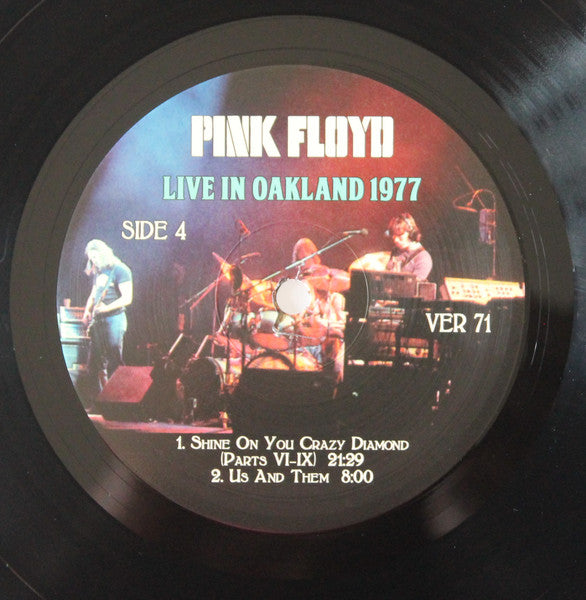 PINK FLOYD
LIVE IN OAKLAND 1977
SIDE 4
VER 71
1. Shine On You Crazy Diamond
(Parts VI-IX) 21:29
2. Us And Them 8:00